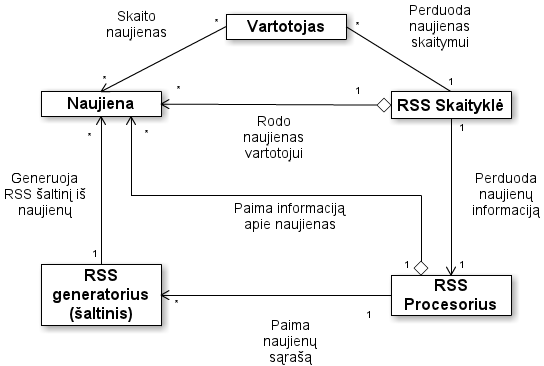 Skaito
naujienas
*
Vartotojas
*
Perduoda
naujienas
skaitymui
*
Naujiena
*
1
RSS Skaityklė
1
*
*
Rodo
naujienas
vartotojui
1
Generuoja
RSS šaltinį iš
naujienų
Paima informaciją
apie naujienas
Perduoda
naujienų
informaciją
1
RSS
generatorius
(šaltinis)
*
1
1
RSS
Procesorius
1
Paima
naujienų
sąrašą